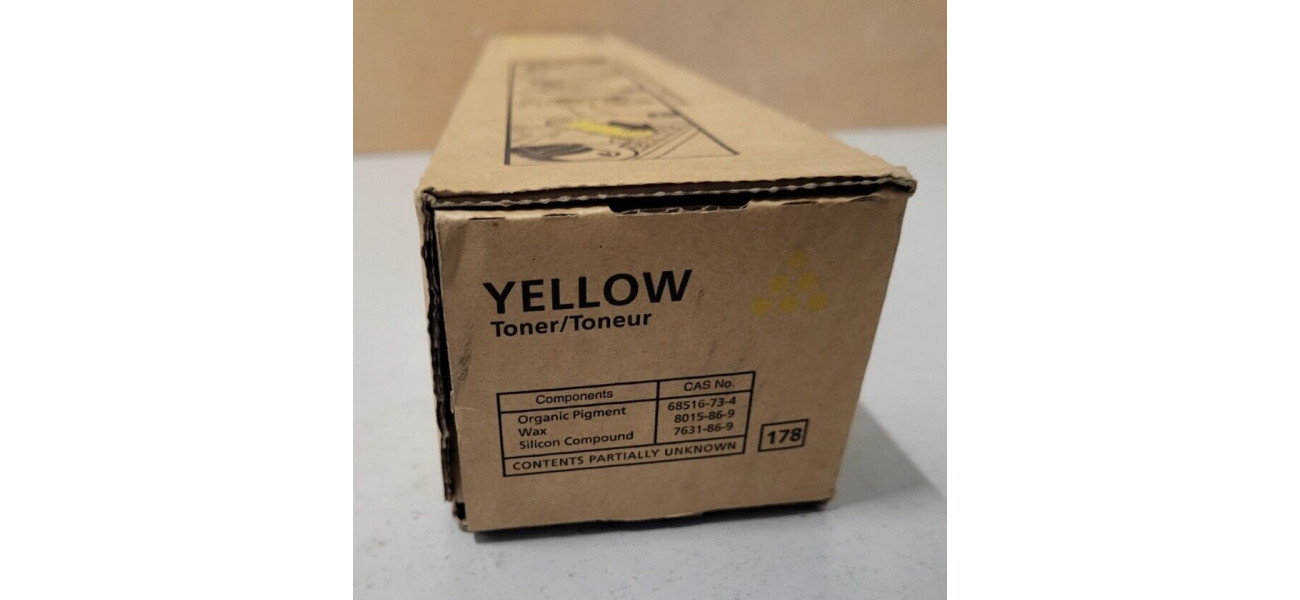 YELLOW
Toner/Toneur
Components CAS No.
Organic Pigment 68516-73-4
Wax 8015-86-9
Silicon Compound 7631-86-9
CONTENTS PARTIALLY UNKNOWN
178